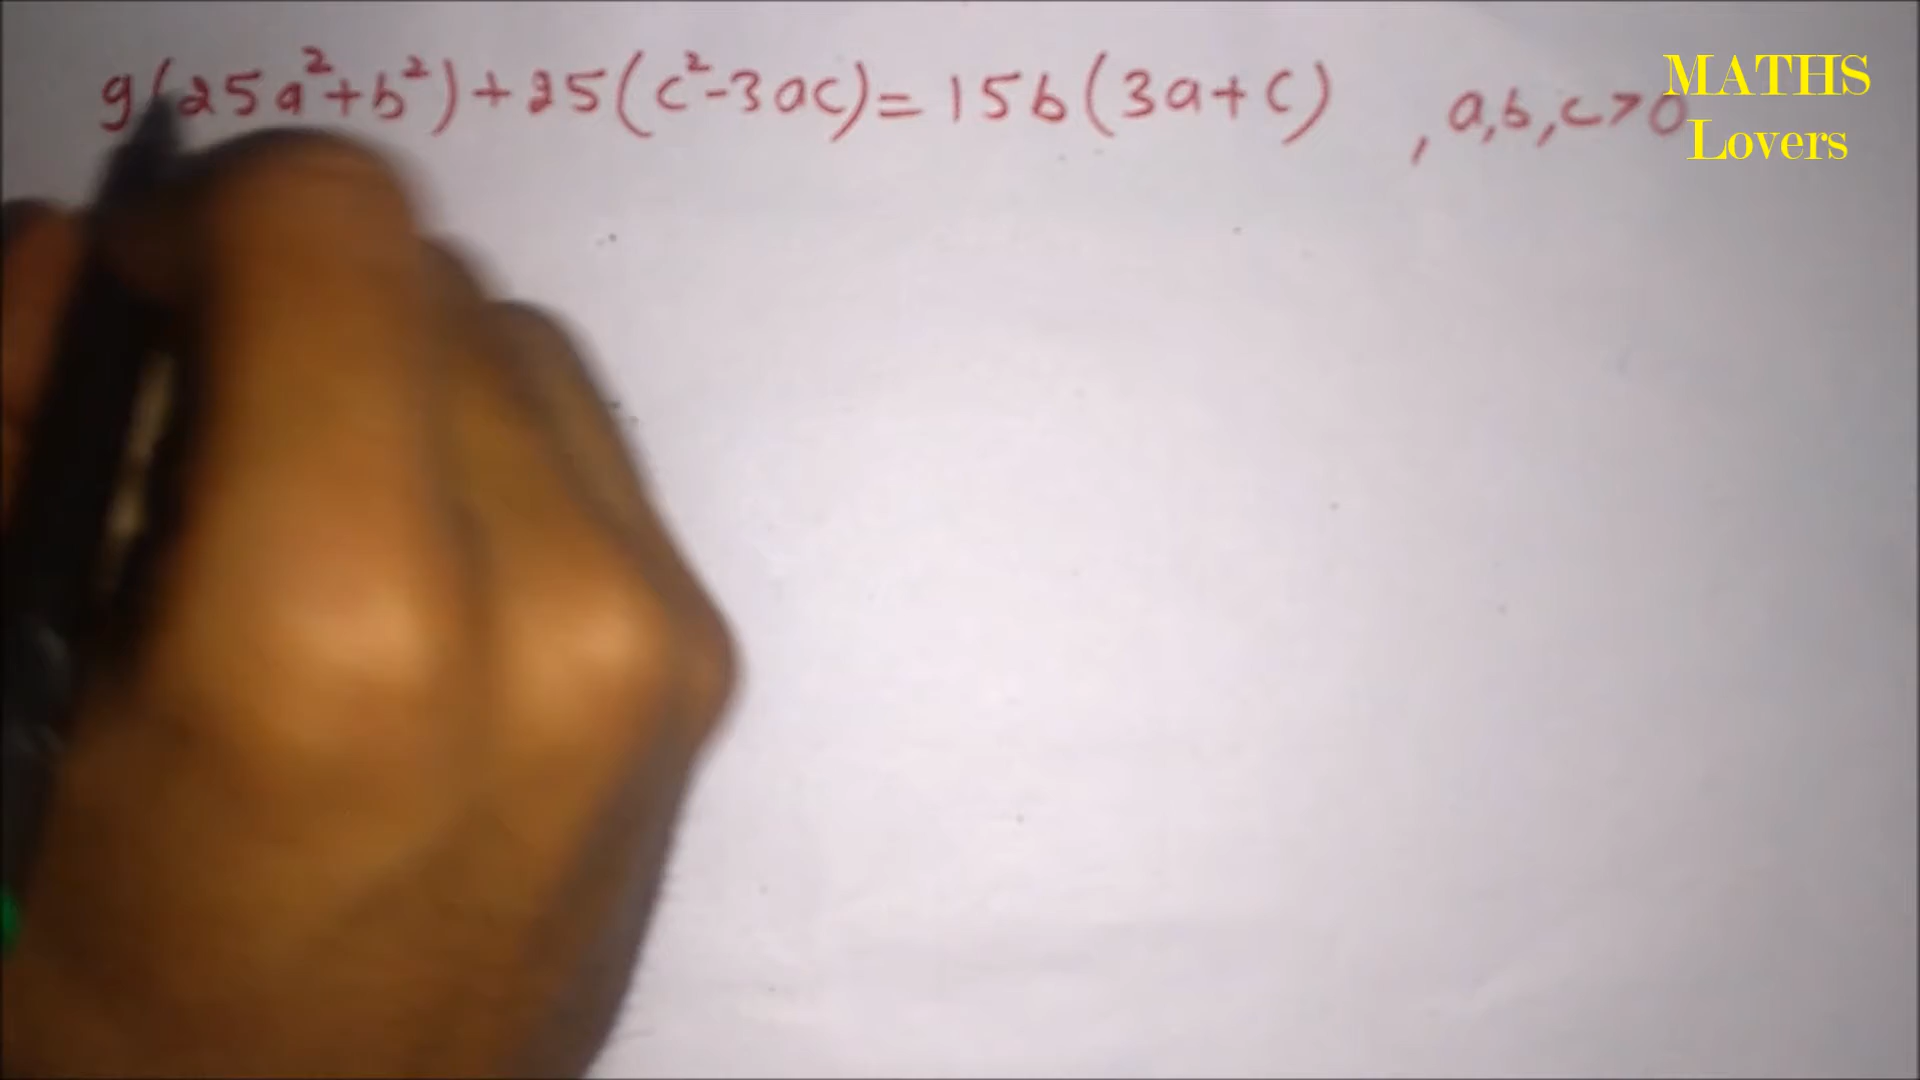 9(25a²+b²)+25(c²-3ac)=15b(3a+c) , a,b,c>0
MATHS
Lovers